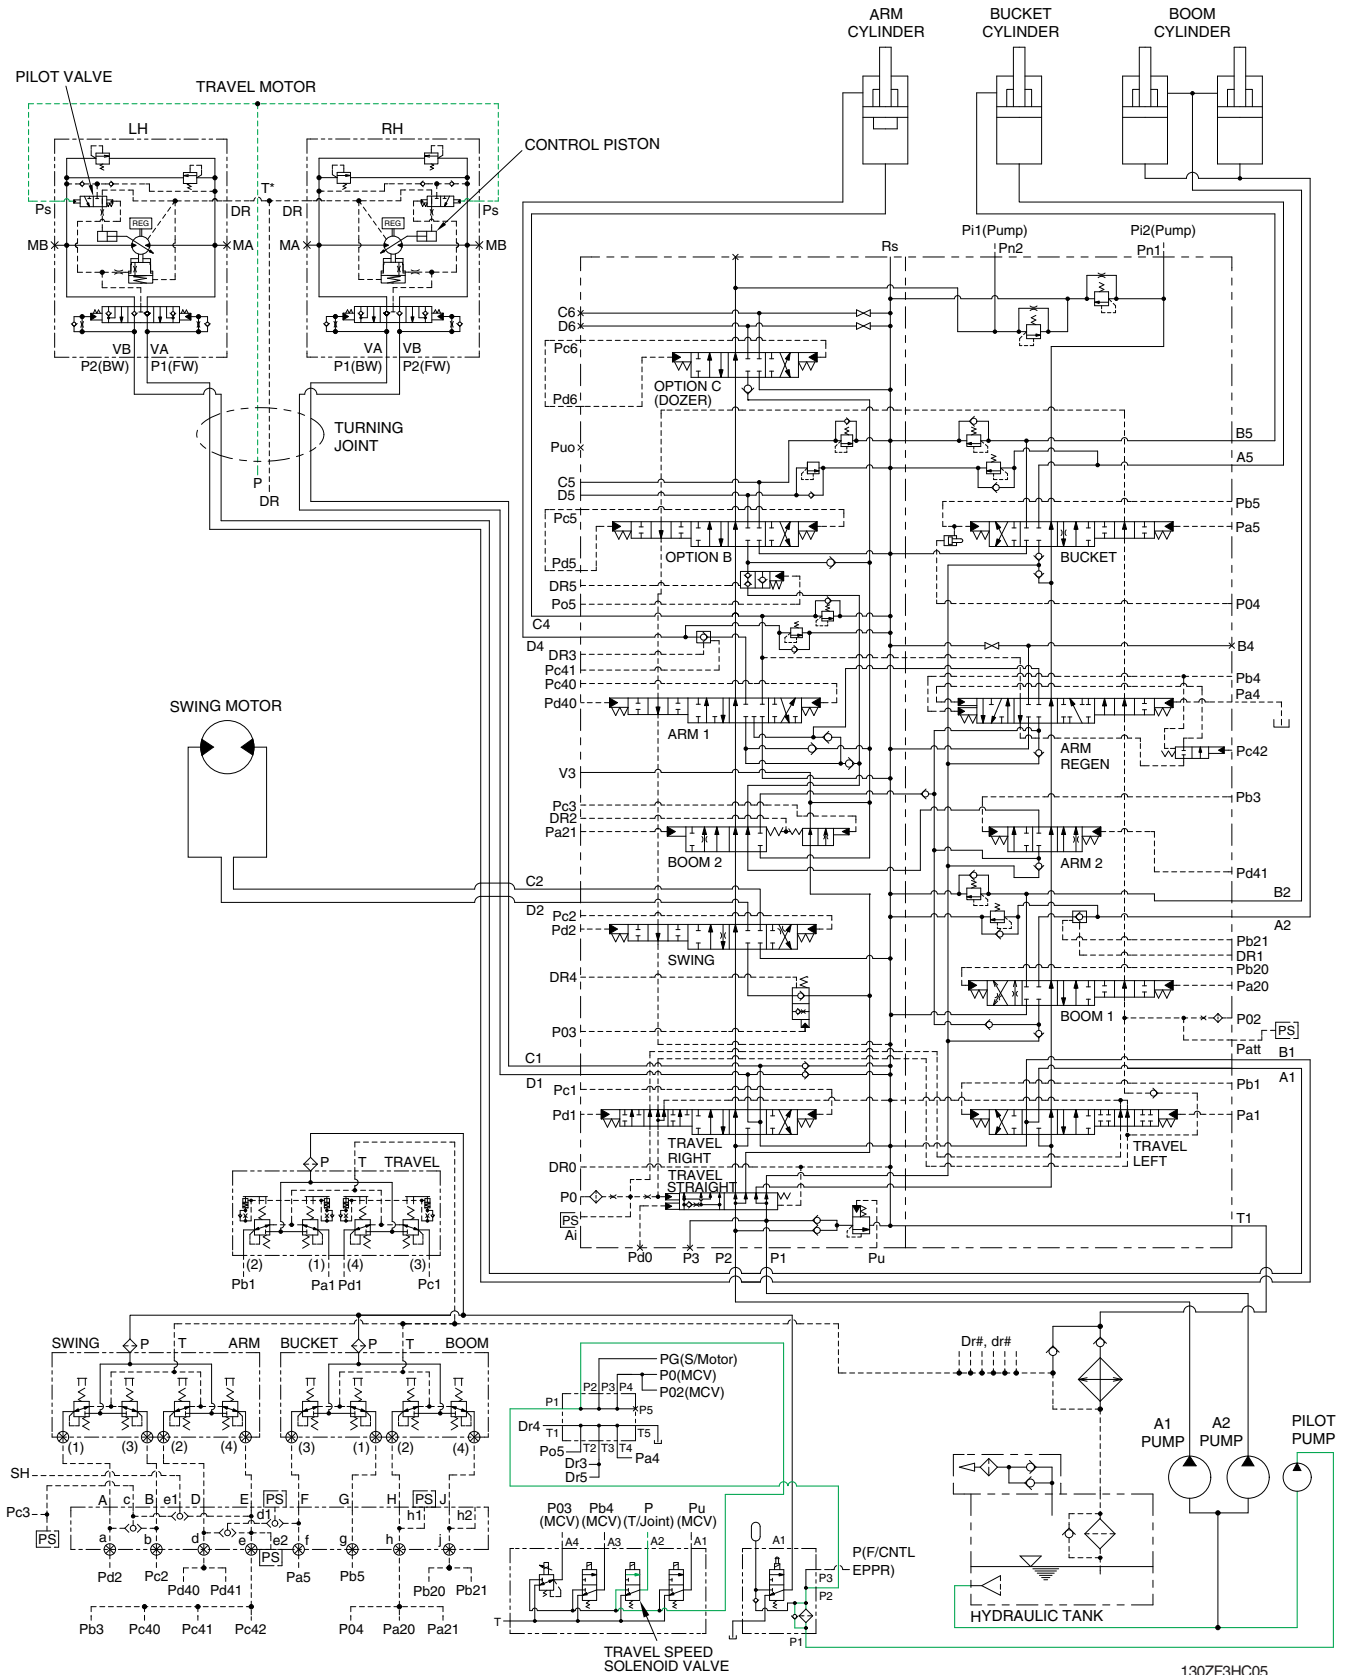 ARM
CYLINDER
BUCKET
CYLINDER
BOOM
CYLINDER
PILOT VALVE
TRAVEL MOTOR
LH
RH
CONTROL PISTON
T*
Ps
DR
DR
Ps
REG
REG
MB
MA
MA
MB
VB VA
VA VB
P2(BW) P1(FW)
P1(BW) P2(FW)
TURNING
JOINT
P
DR
Rs
Pi1(Pump)
Pn2
Pi2(Pump)
Pn1
C6
D6
Pc6
OPTION C
(DOZER)
Pd6
Puo
B5
A5
C5
D5
Pb5
Pc5
Pa5
OPTION B
BUCKET
Pd5
DR5
Po5
P04
C4
D4
DR3
Pc41
B4
Pc40
Pb4
Pd40
Pa4
ARM 1
ARM
REGEN
Pc42
SWING MOTOR
V3
Pc3
DR2
Pb3
Pa21
BOOM 2
ARM 2
Pd41
C2
B2
D2
Pc2
A2
Pd2
Pb21
SWING
DR1
DR4
Pb20
Pa20
BOOM 1
P03
P02
PS
Patt
C1
B1
D1
A1
Pc1
Pb1
Pd1
Pa1
TRAVEL
RIGHT
TRAVEL
LEFT
DR0
TRAVEL
STRAIGHT
P0
PS
Ai
T1
Pd0
P3
P2
P1
Pu
P
T
TRAVEL
(2)
(1)
(4)
(3)
Pb1
Pa1
Pd1
Pc1
SWING
P
T
ARM
BUCKET
P
T
BOOM
(1)
(3)
(2)
(4)
(3)
(1)
(2)
(4)
SH
Pc3
PS
A
c
B
e1
D
E
PS
d1
F
G
H
PS
h1
J
h2
a
b
d
e
e2
PS
f
g
h
j
Pd2
Pc2
Pd40
Pd41
Pa5
Pb5
Pb20
Pb21
Pb3
Pc40
Pc41
Pc42
P04
Pa20
Pa21
PG(S/Motor)
P0(MCV)
P02(MCV)
P1
P2
P3
P4
P5
Dr4
T1
T2
T3
T4
T5
Po5
Dr3
Dr5
Pa4
P03
(MCV)
Pb4
(MCV)
P
(T/Joint)
Pu
(MCV)
A4
A3
A2
A1
T
TRAVEL SPEED
SOLENOID VALVE
A1
P(F/CNTL
EPPR)
P3
P2
P1
Dr#, dr#
A1
PUMP
A2
PUMP
PILOT
PUMP
HYDRAULIC TANK
130ZF3HC05